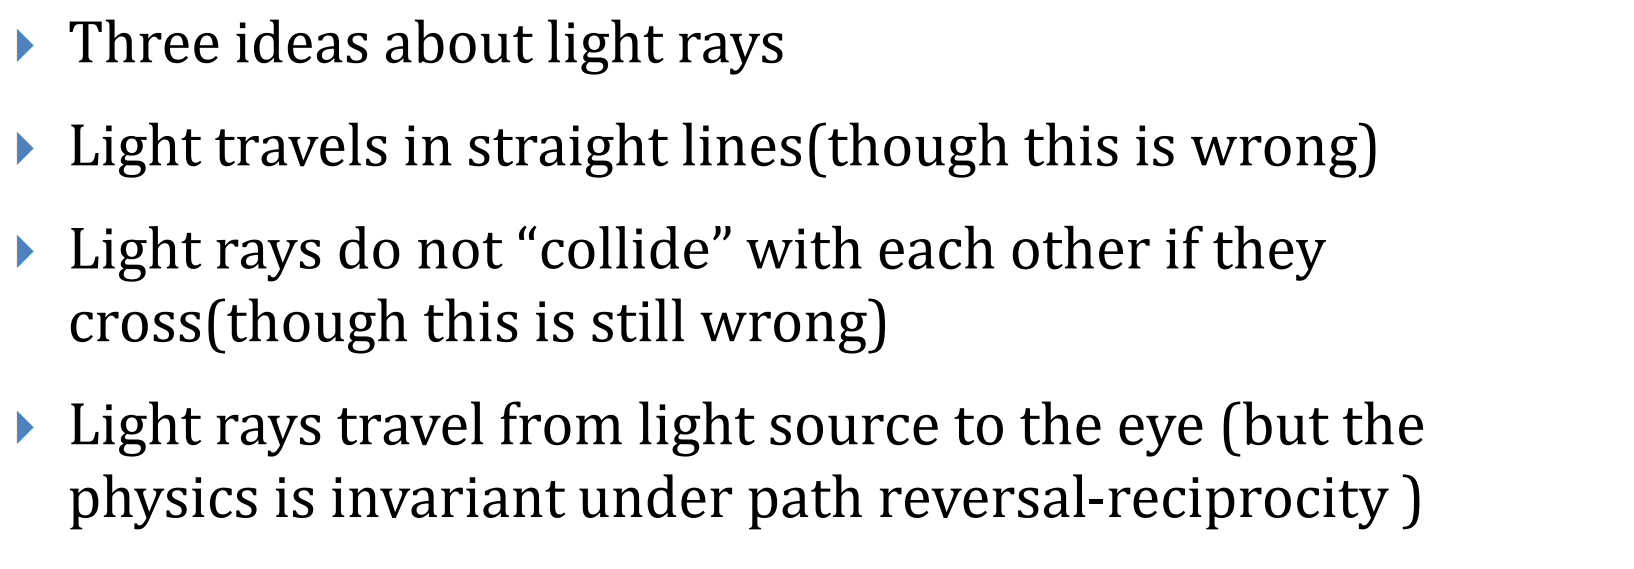 Three ideas about light rays
Light travels in straight lines(though this is wrong)
Light rays do not “collide” with each other if they
cross(though this is still wrong)
Light rays travel from light source to the eye (but the
physics is invariant under path reversal-reciprocity )